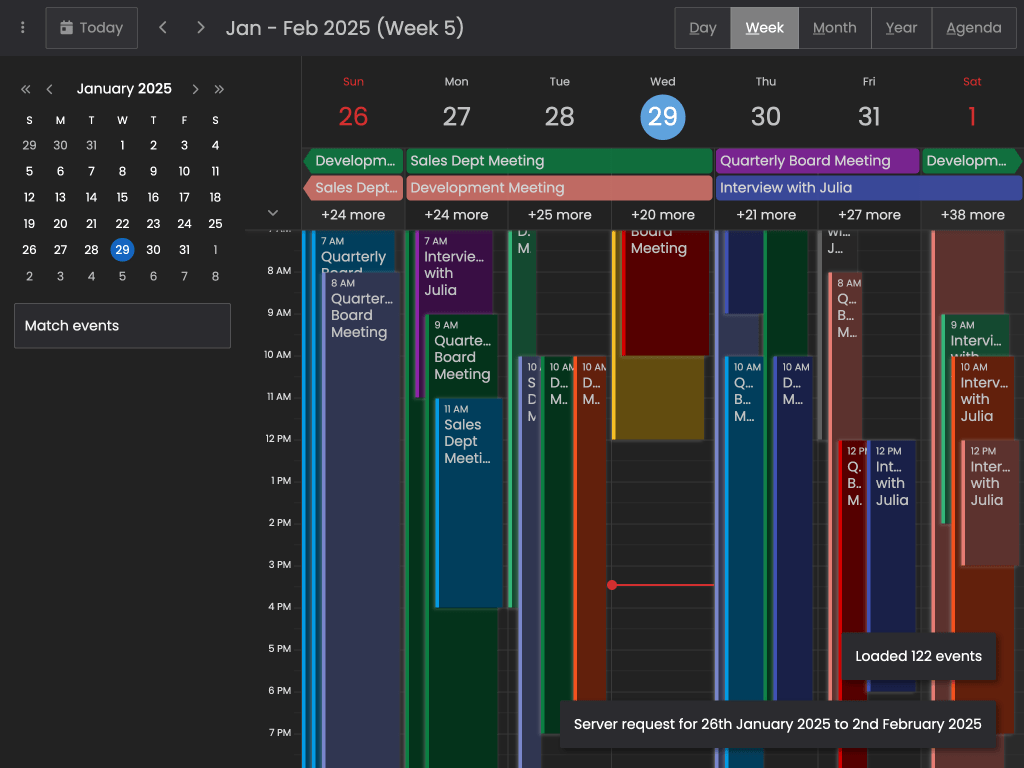 Today
Jan - Feb 2025 (Week 5)
Day
Week
Month
Year
Agenda
January 2025
S M T W T F S
29 30 31 1 2 3 4
5 6 7 8 9 10 11
12 13 14 15 16 17 18
19 20 21 22 23 24 25
26 27 28 29 30 31 1
2 3 4 5 6 7 8
Match events
Sun Mon Tue Wed Thu Fri Sat
26 27 28 29 30 31 1
Developm...
Sales Dept Meeting
Quarterly Board Meeting
Developm...
Sales Dept...
Development Meeting
Interview with Julia
+24 more
+24 more
+25 more
+20 more
+21 more
+27 more
+38 more
8 AM
9 AM
10 AM
11 AM
12 PM
1 PM
2 PM
3 PM
4 PM
5 PM
6 PM
7 PM
7 AM
Quarterly
Board
8 AM
Quarter...
Board
Meeting
7 AM
Intervie...
with
Julia
9 AM
Quarte...
Board
Meeting
11 AM
Sales
Dept
Meeti...
D.
M
10
S
D
M
10 AM
D...
M..
10 AM
D...
M..
Board
Meeting
10 AM
Q...
B...
M...
10 AM
D...
M...
wi...
J...
8 AM
Q...
B...
M...
12 PM
Q.
B..
M.
12 PM
Int...
with
Julia
9 AM
Intervi...
with
10 AM
Interv...
with
Julia
12 PM
Inter...
with
Julia
Loaded 122 events
Server request for 26th January 2025 to 2nd February 2025